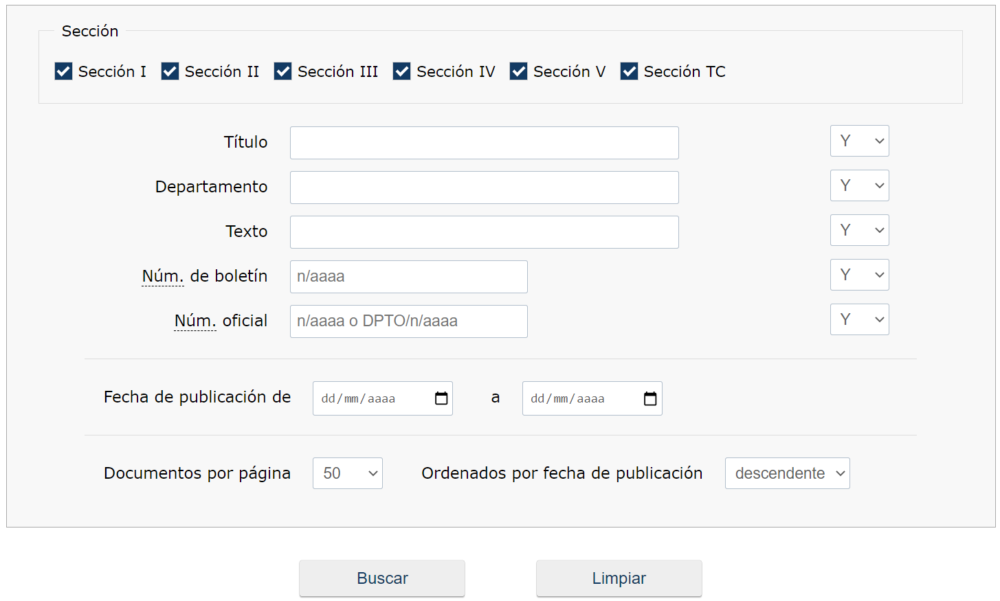 Sección
Sección I Sección II Sección III Sección IV Sección V Sección TC
Título Y
Departamento Y
Texto Y
Núm. de boletín n/aaaa Y
Núm. oficial n/aaaa o DPTO/n/aaaa Y
Fecha de publicación de dd/mm/aaaa a dd/mm/aaaa
Documentos por página 50 Ordenados por fecha de publicación descendente
Buscar Limpiar